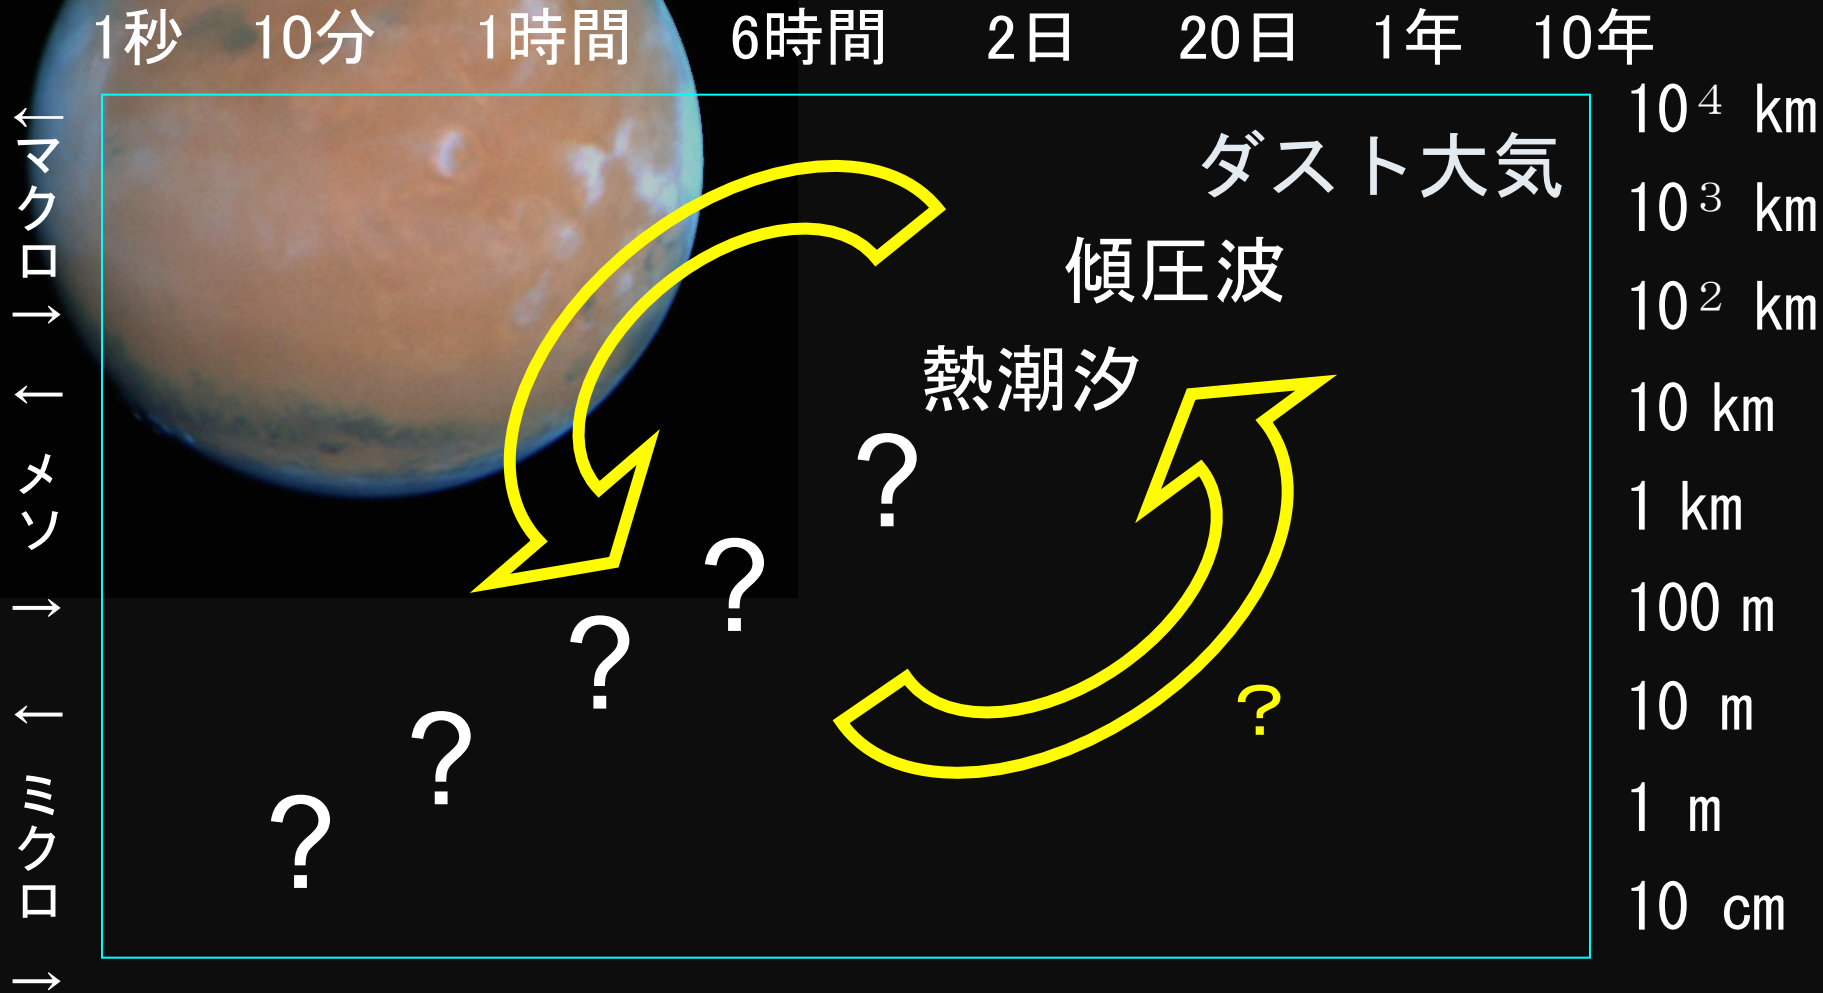 1秒 10分 1時間 6時間 2日 20日 1年 10年
←マクロ→
← メソ →
← ミクロ →
ダスト大気
傾圧波
熱潮汐
?
?
?
?
?
?
10⁴ km
10³ km
10² km
10 km
1 km
100 m
10 m
1 m
10 cm